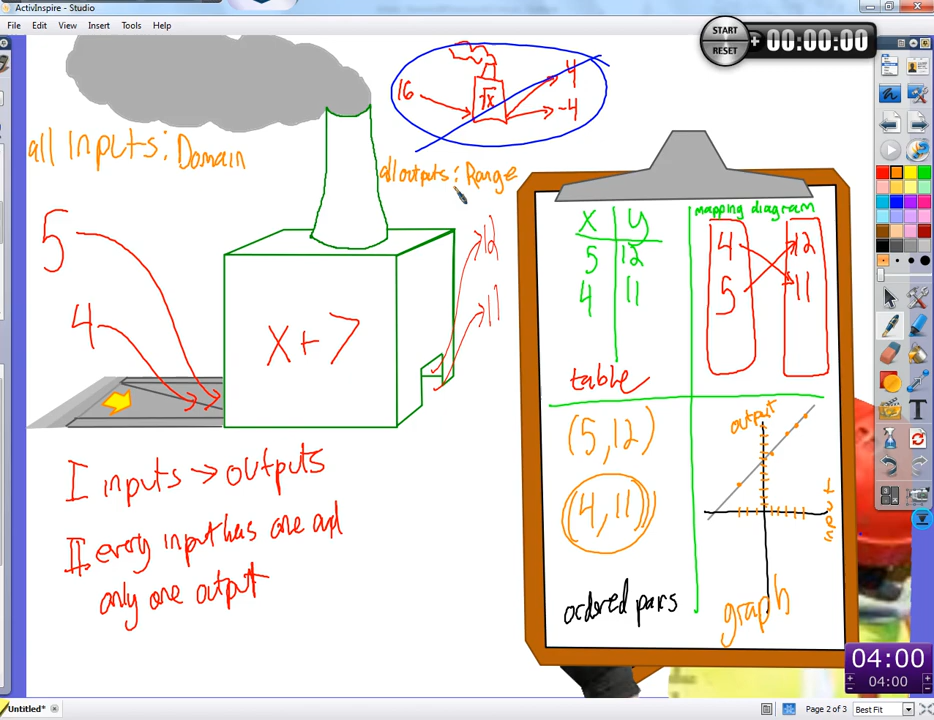 ActivInspire - Studio
File Edit View Insert Tools Help
START
RESET
+ 00:00:00
all Inputs: Domain
16
√x
4
-4
all outputs: Range
5
4
x+7
12
11
I inputs → outputs
II. every input has one and
only one output
x y
5 12
4 11
table
mapping diagram
4 12
5 11
(5,12)
(4,11)
ordered pairs
output
input
graph
04:00
04:00
Untitled*
Page 2 of 3
Best Fit